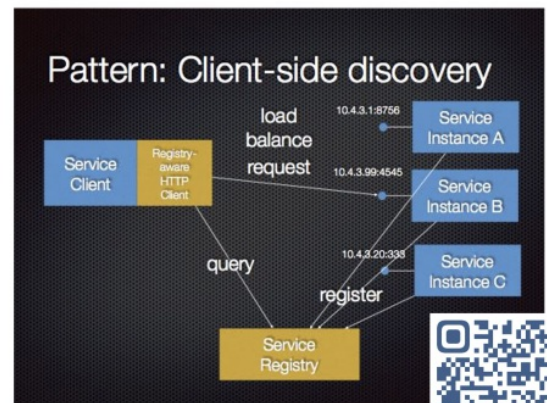 Pattern: Client-side discovery
10.4.3.1:8756
load
balance
request
Service
Instance A
Service
Client
Registry-
aware
HTTP
Client
10.4.3.99:4545
Service
Instance B
10.4.3.20:333
query
register
Service
Instance C
Service
Registry